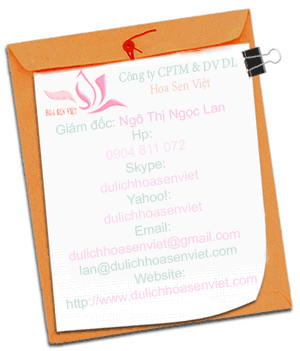 Công ty CPTM & DV DL
Hoa Sen Việt
HOA SEN VIỆT
Giám đốc: Ngô Thị Ngọc Lan
Hp:
0904 811 072
Skype:
dulichhoasenviet
Yahoo!:
dulichhoasenviet
Email:
dulichhoasenviet@gmail.com
lan@dulichhoasenviet.com
Website:
http://www.dulichhoasenviet.com